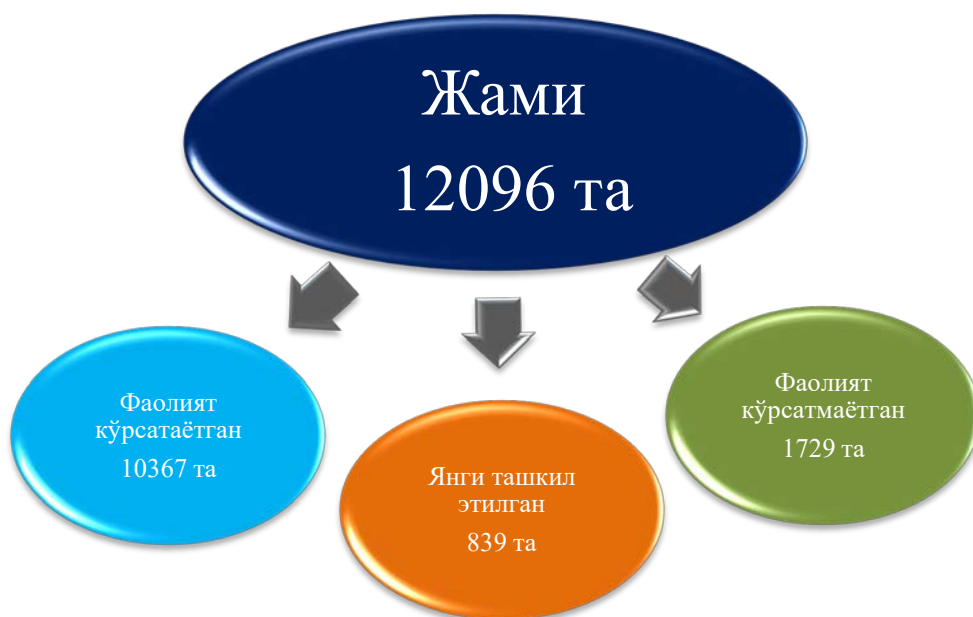 Жами
12096 та
Фаолият
кўрсатаётган
10367 та
Янги ташкил
этилган
839 та
Фаолият
кўрсатмаётган
1729 та